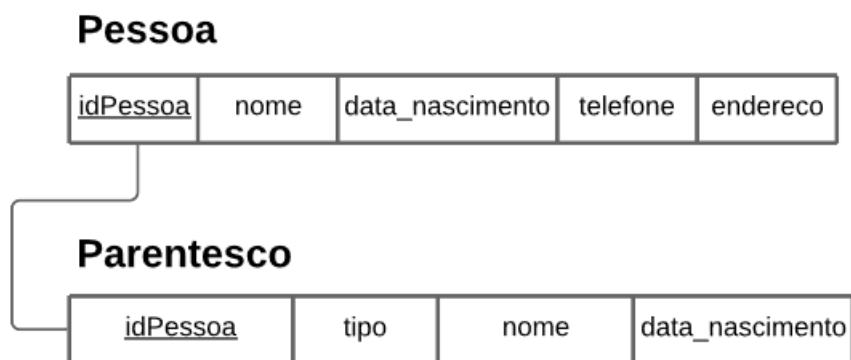 Pessoa
idPessoa nome data_nascimento telefone endereco
Parentesco
idPessoa tipo nome data_nascimento